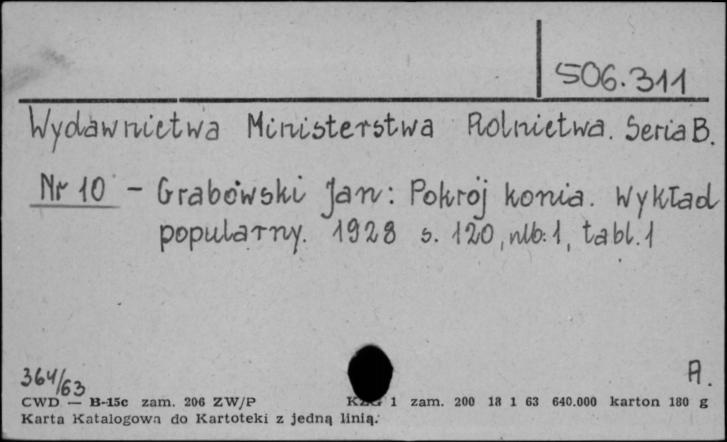 506.311
Wydawnictwa Ministerstwa Rolnictwa. Seria B.
Nr 10 - Grabowski Jan: Pokrój konia. Wykład
popularny. 1928 s. 120, nlb. 1, tabl. 1
364/63
A.
CWD — B-15c zam. 206 ZW/P KZG 1 zam. 200 18 1 63 640.000 karton 180 g
Karta Katalogowa do Kartoteki z jedną linią.